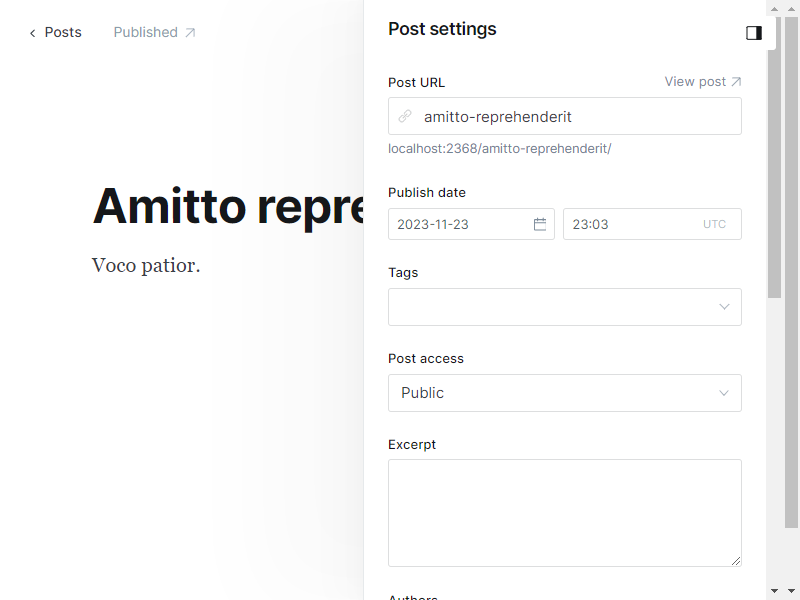 Posts
Published
Post settings
Post URL
View post
amitto-reprehenderit
localhost:2368/amitto-reprehenderit/
Amitto repre
Voco patior.
Publish date
2023-11-23
23:03
UTC
Tags
Post access
Public
Excerpt
Authors